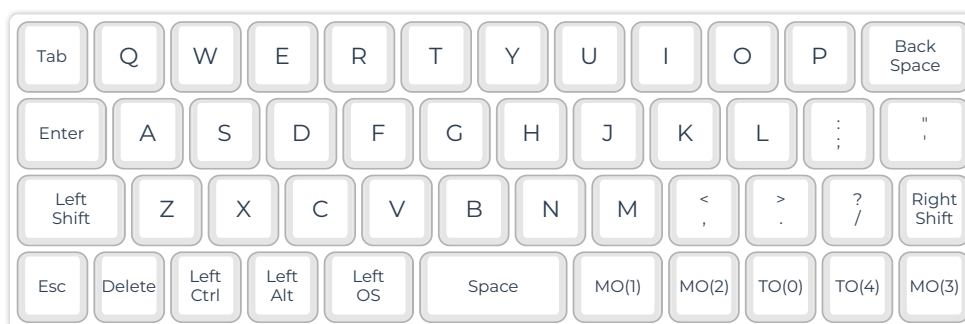 Tab Q W E R T Y U I O P Back Space
Enter A S D F G H J K L : ; " '
Left Shift Z X C V B N M < , > . ? / Right Shift
Esc Delete Left Ctrl Left Alt Left OS Space MO(1) MO(2) TO(0) TO(4) MO(3)